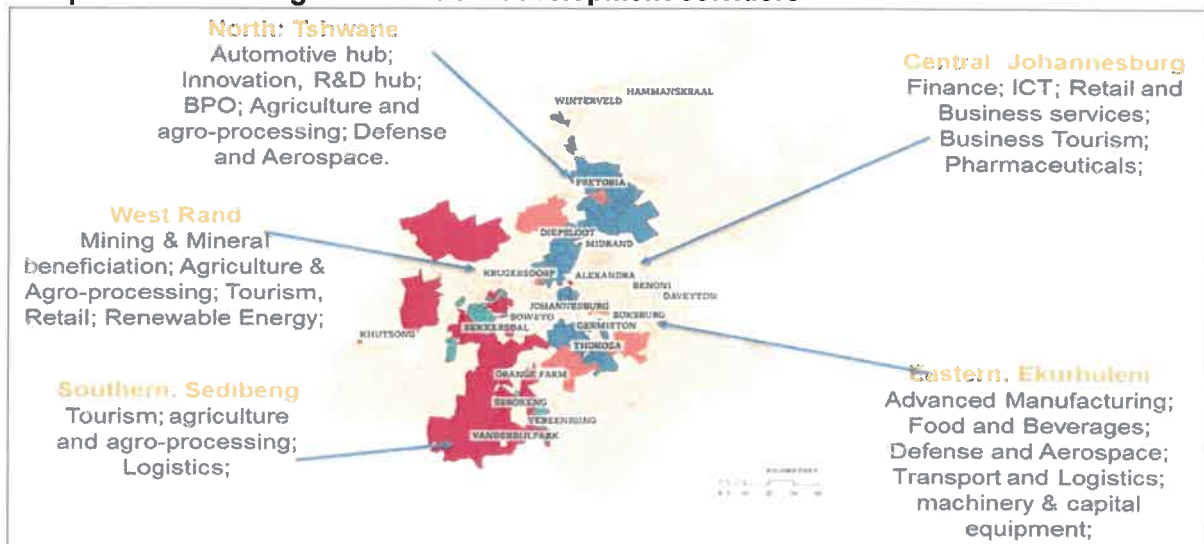 North: Tshwane
Automotive hub;
Innovation, R&D hub;
BPO; Agriculture and
agro-processing; Defense
and Aerospace.
Central Johannesburg
Finance; ICT; Retail and
Business services;
Business Tourism;
Pharmaceuticals;
West Rand
Mining & Mineral
beneficiation; Agriculture &
Agro-processing; Tourism,
Retail; Renewable Energy;
Southern: Sedibeng
Tourism; agriculture
and agro-processing;
Logistics;
Eastern: Ekurhuleni
Advanced Manufacturing;
Food and Beverages;
Defense and Aerospace;
Transport and Logistics;
machinery & capital
equipment;
HAMMANSKRAAL
WINTERVELD
PRETORIA
DIEPSLOOT
MIDRAND
KRUGERSDORP
ALEXANDRA
BENONI
DAVEYTON
JOHANNESBURG
SOWETO
BOKSBURG
BEKKERSDAL
GERMISTON
KHUTSONG
THOKOZA
ORANGE FARM
SEBOKENG
VEREENIGING
VANDERBIJLPARK
KILOMETERS